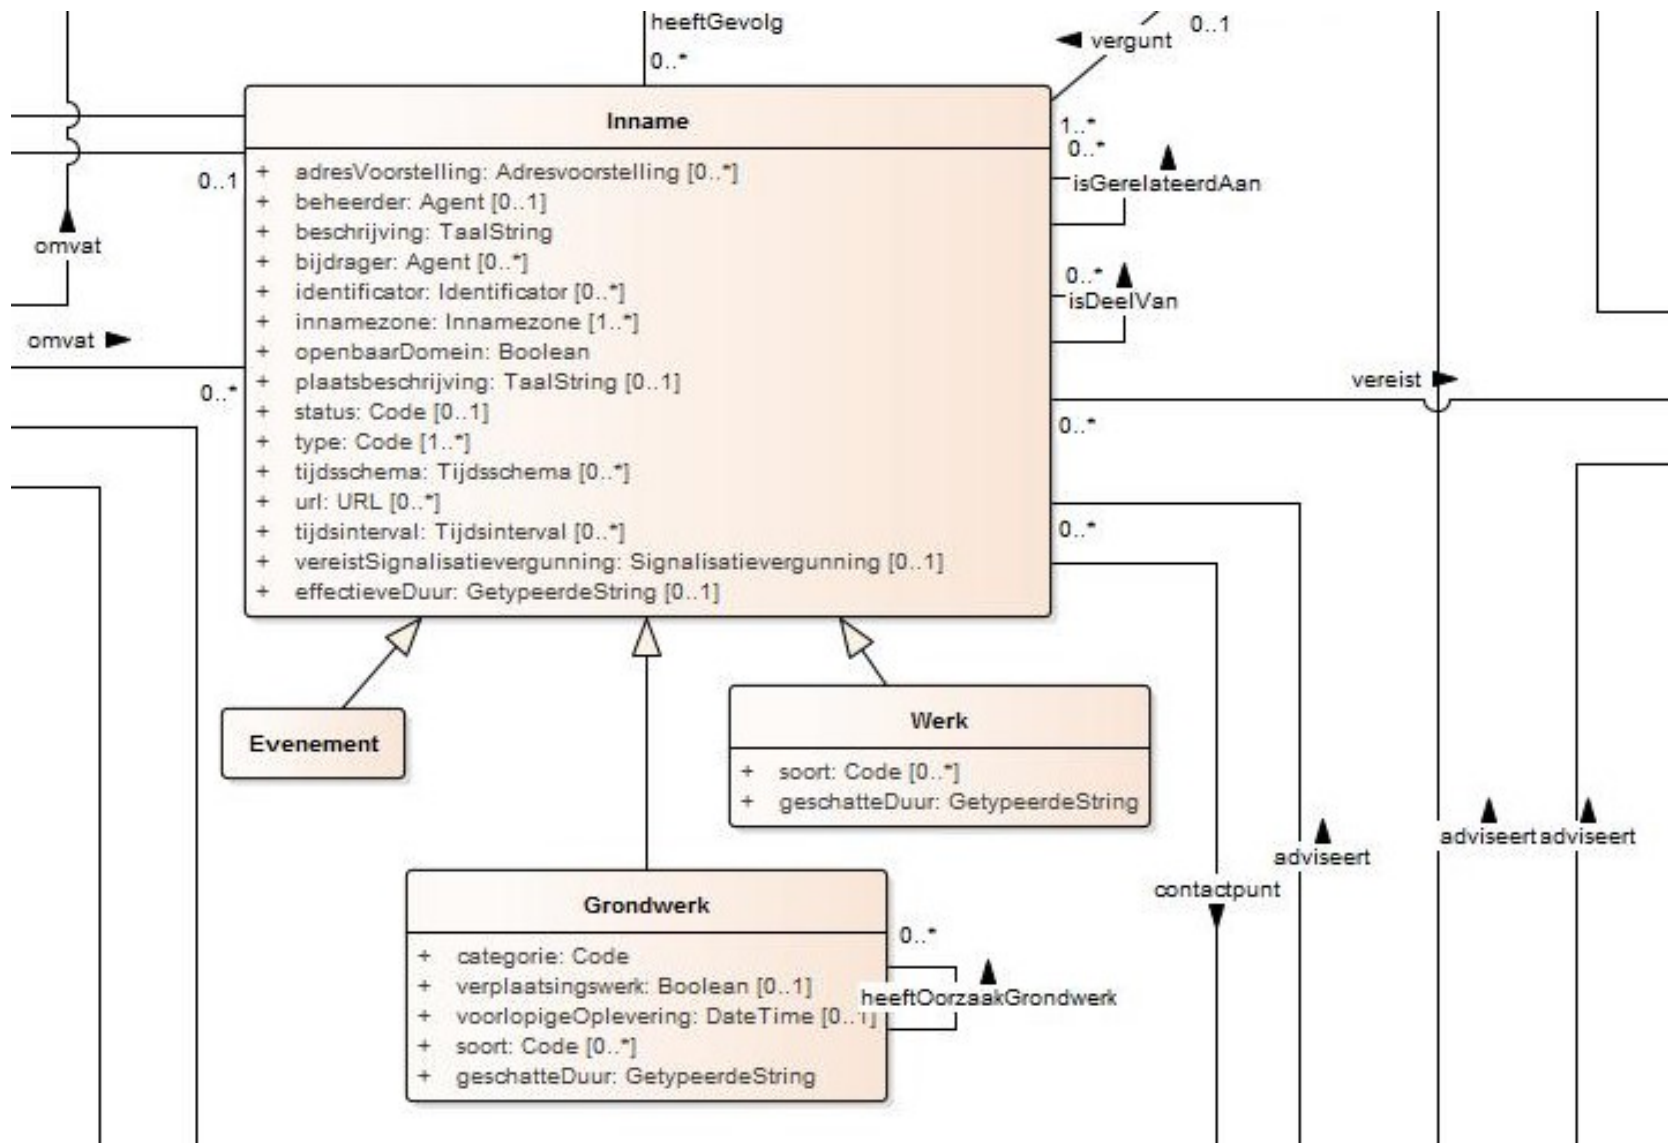 heeftGevolg
0..*
0..1
vergunt
Inname
1..*
0..*
isGerelateerdAan
0..1
omvat
omvat
0..*
+ adresVoorstelling: Adresvoorstelling [0..*]
+ beheerder: Agent [0..1]
+ beschrijving: TaalString
+ bijdrager: Agent [0..*]
+ identificator: Identificator [0..*]
+ innamezone: Innamezone [1..*]
+ openbaarDomein: Boolean
+ plaatsbeschrijving: TaalString [0..1]
+ status: Code [0..1]
+ type: Code [1..*]
+ tijdsschema: Tijdsschema [0..*]
+ url: URL [0..*]
+ tijdsinterval: Tijdsinterval [0..*]
+ vereistSignalisatievergunning: Signalisatievergunning [0..1]
+ effectieveDuur: GetypeerdeString [0..1]
0..*
isDeelVan
vereist
0..*
0..*
Evenement
Werk
+ soort: Code [0..*]
+ geschatteDuur: GetypeerdeString
adviseert
adviseert
adviseert
contactpunt
Grondwerk
+ categorie: Code
+ verplaatsingswerk: Boolean [0..1]
+ voorlopigeOplevering: DateTime [0..1]
+ soort: Code [0..*]
+ geschatteDuur: GetypeerdeString
0..*
heeftOorzaakGrondwerk